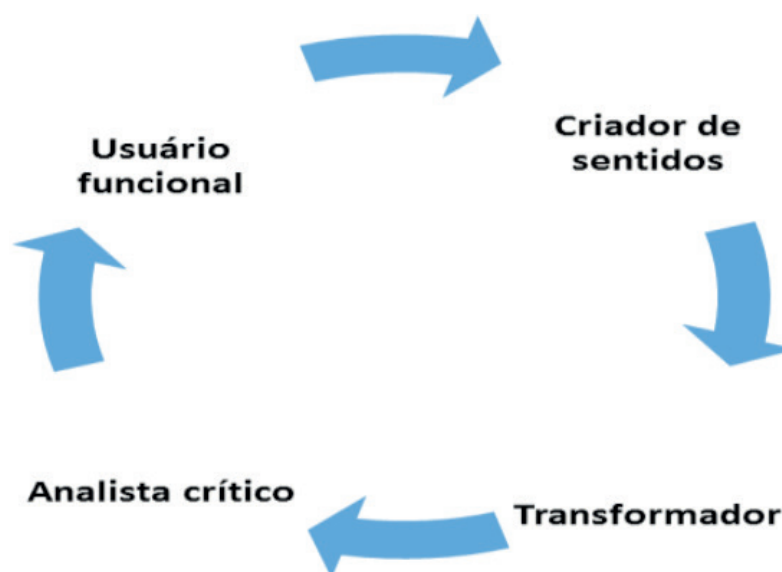 Usuário
funcional
Criador de
sentidos
Transformador
Analista crítico